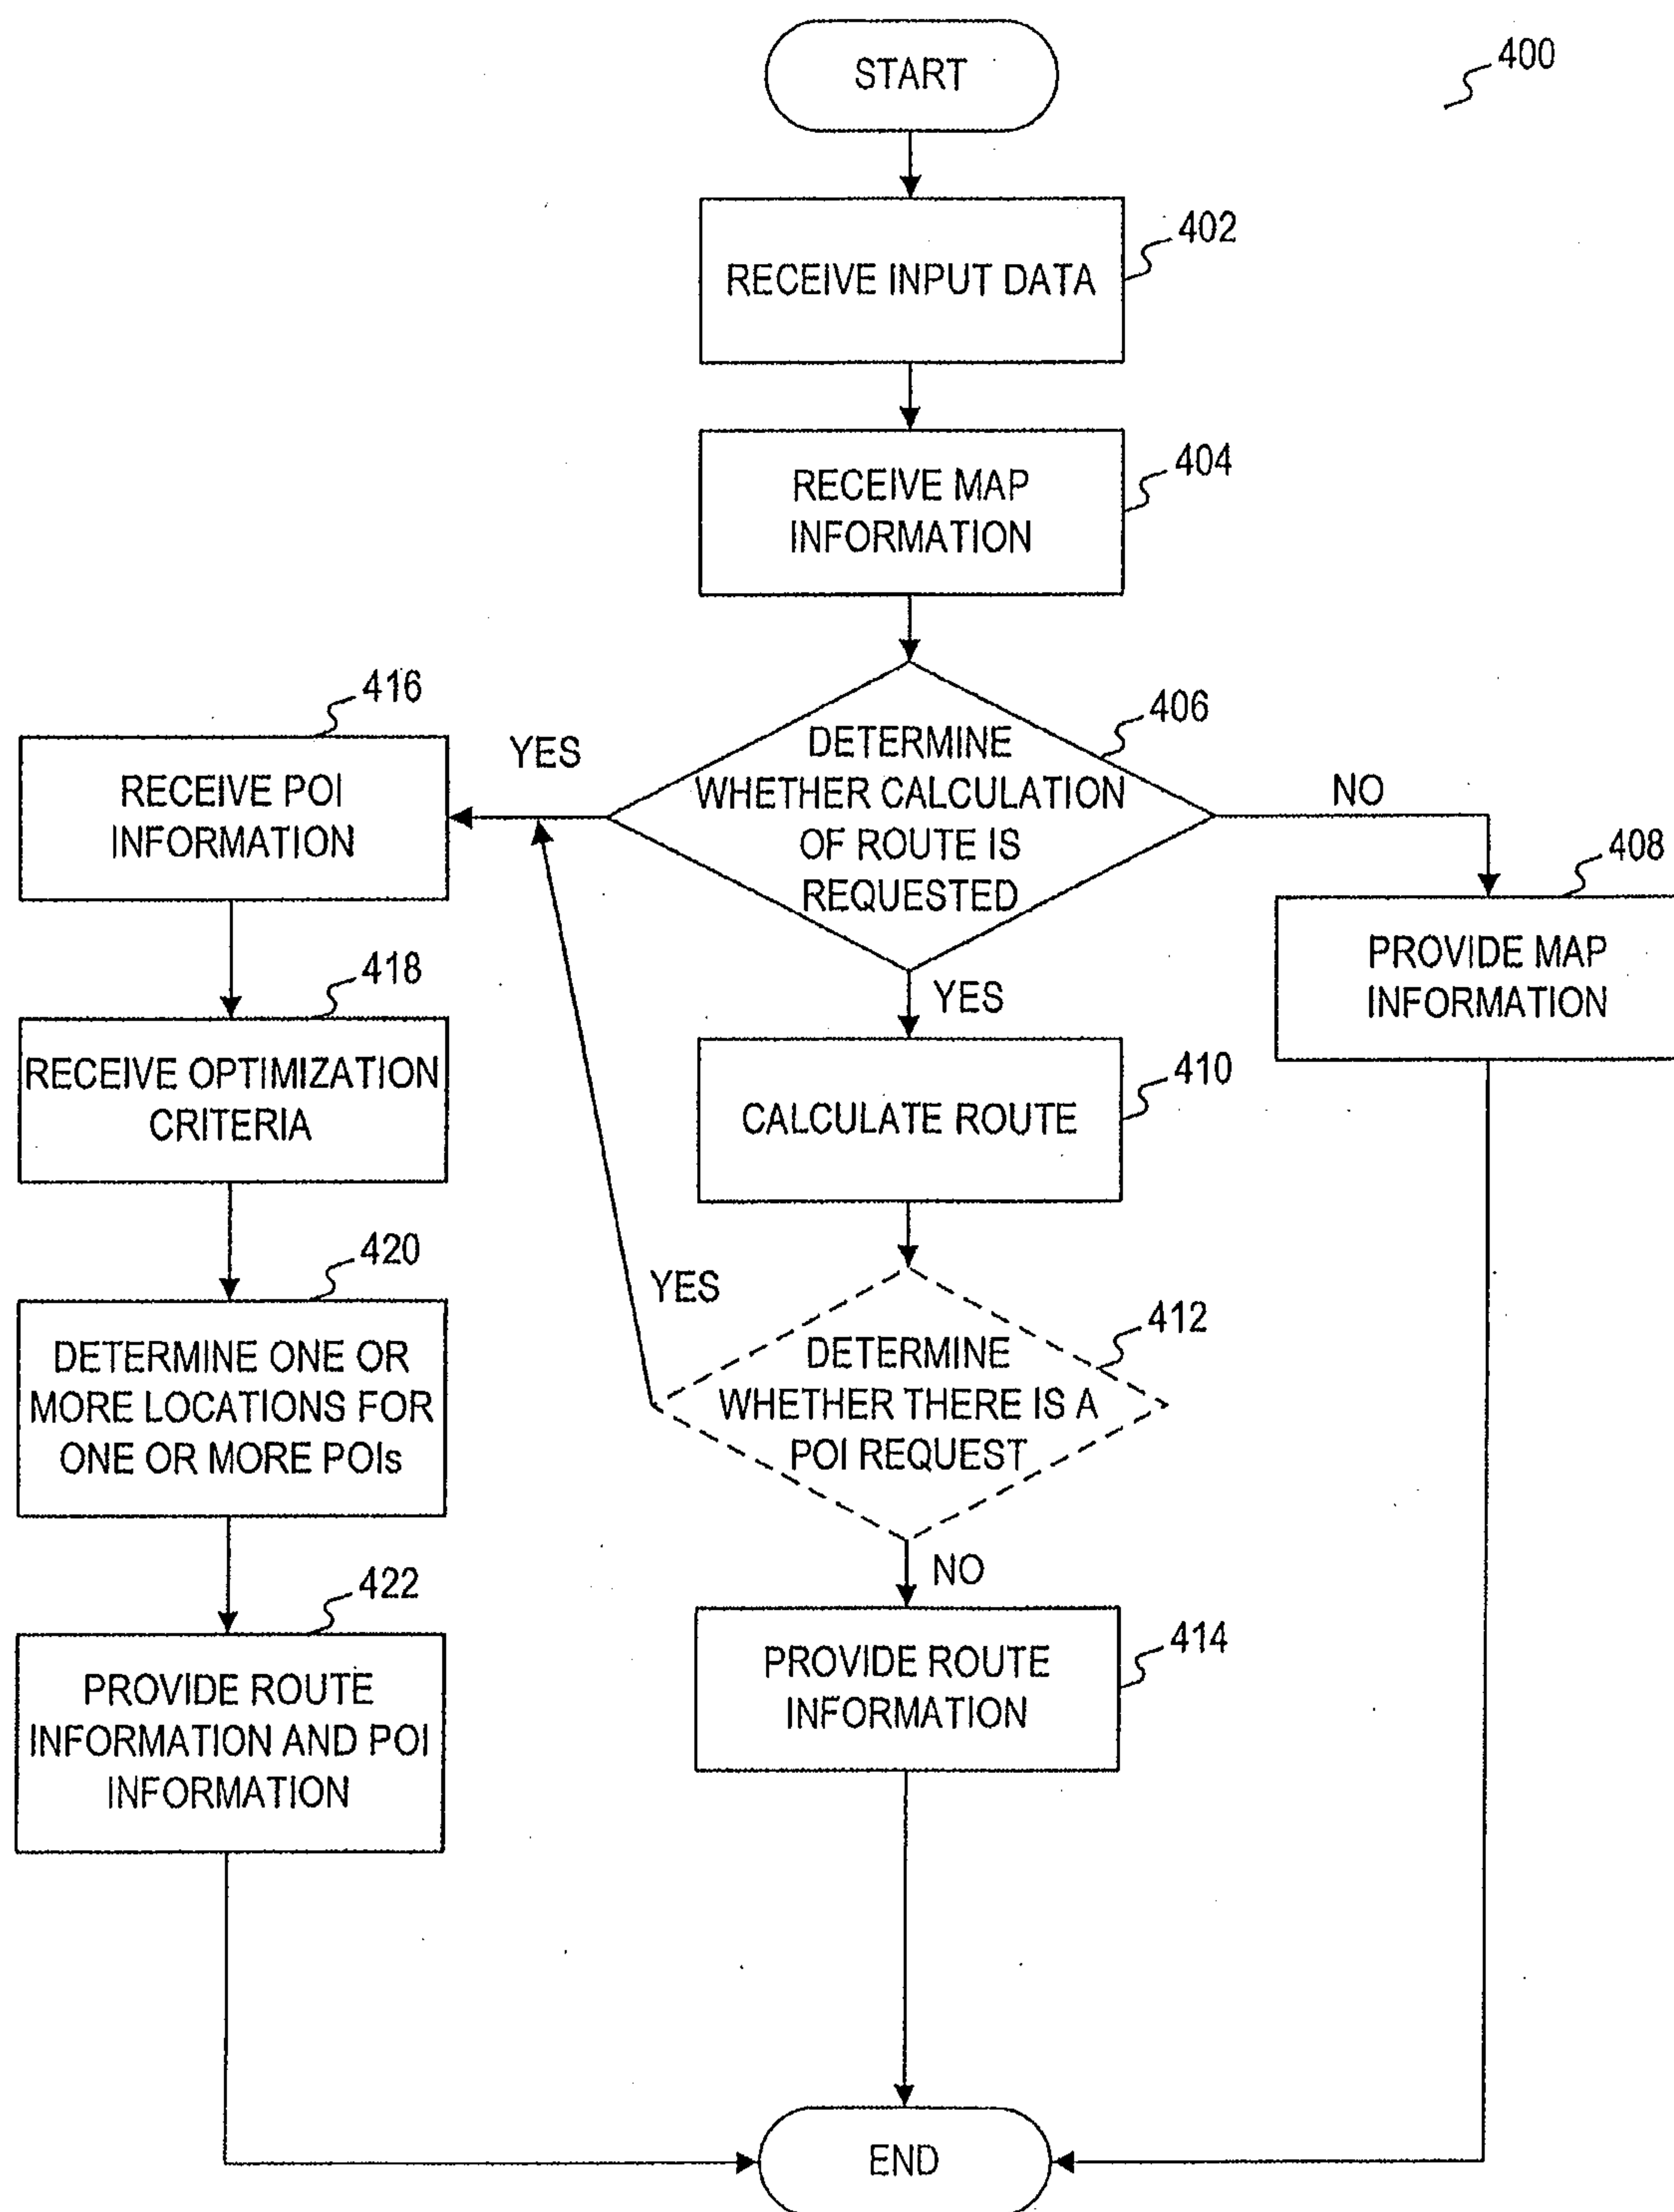 START
400
402
RECEIVE INPUT DATA
404
RECEIVE MAP
INFORMATION
406
DETERMINE
WHETHER CALCULATION
OF ROUTE IS
REQUESTED
YES
NO
YES
408
PROVIDE MAP
INFORMATION
416
RECEIVE POI
INFORMATION
418
RECEIVE OPTIMIZATION
CRITERIA
410
CALCULATE ROUTE
420
DETERMINE ONE OR
MORE LOCATIONS FOR
ONE OR MORE POIs
YES
412
DETERMINE
WHETHER THERE IS A
POI REQUEST
NO
422
PROVIDE ROUTE
INFORMATION AND POI
INFORMATION
414
PROVIDE ROUTE
INFORMATION
END